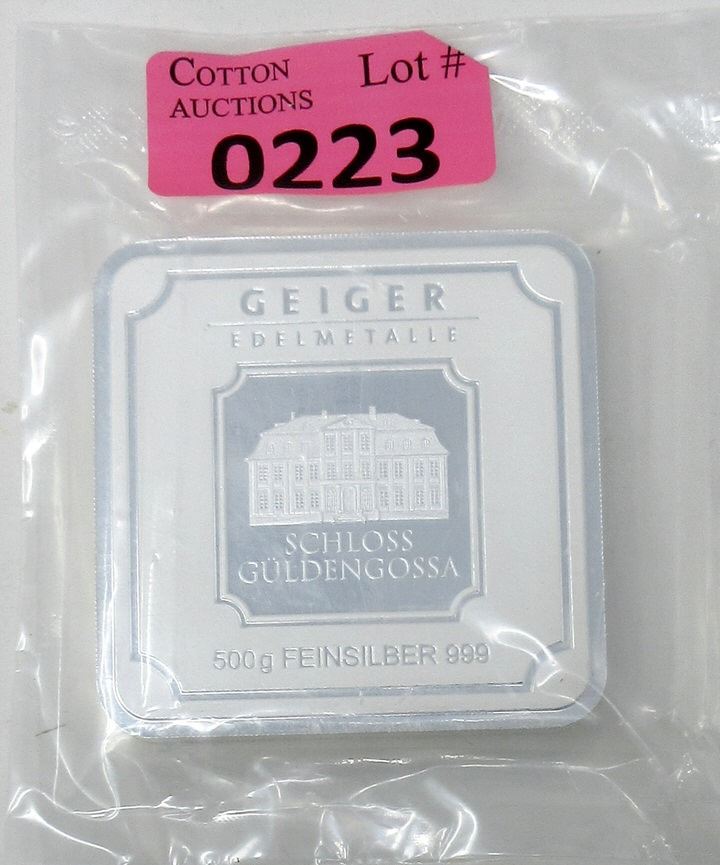 COTTON
AUCTIONS
Lot #
0223
GEIGER
EDELMETALLE
SCHLOSS
GÜLDENGOSSA
500g FEINSILBER 999